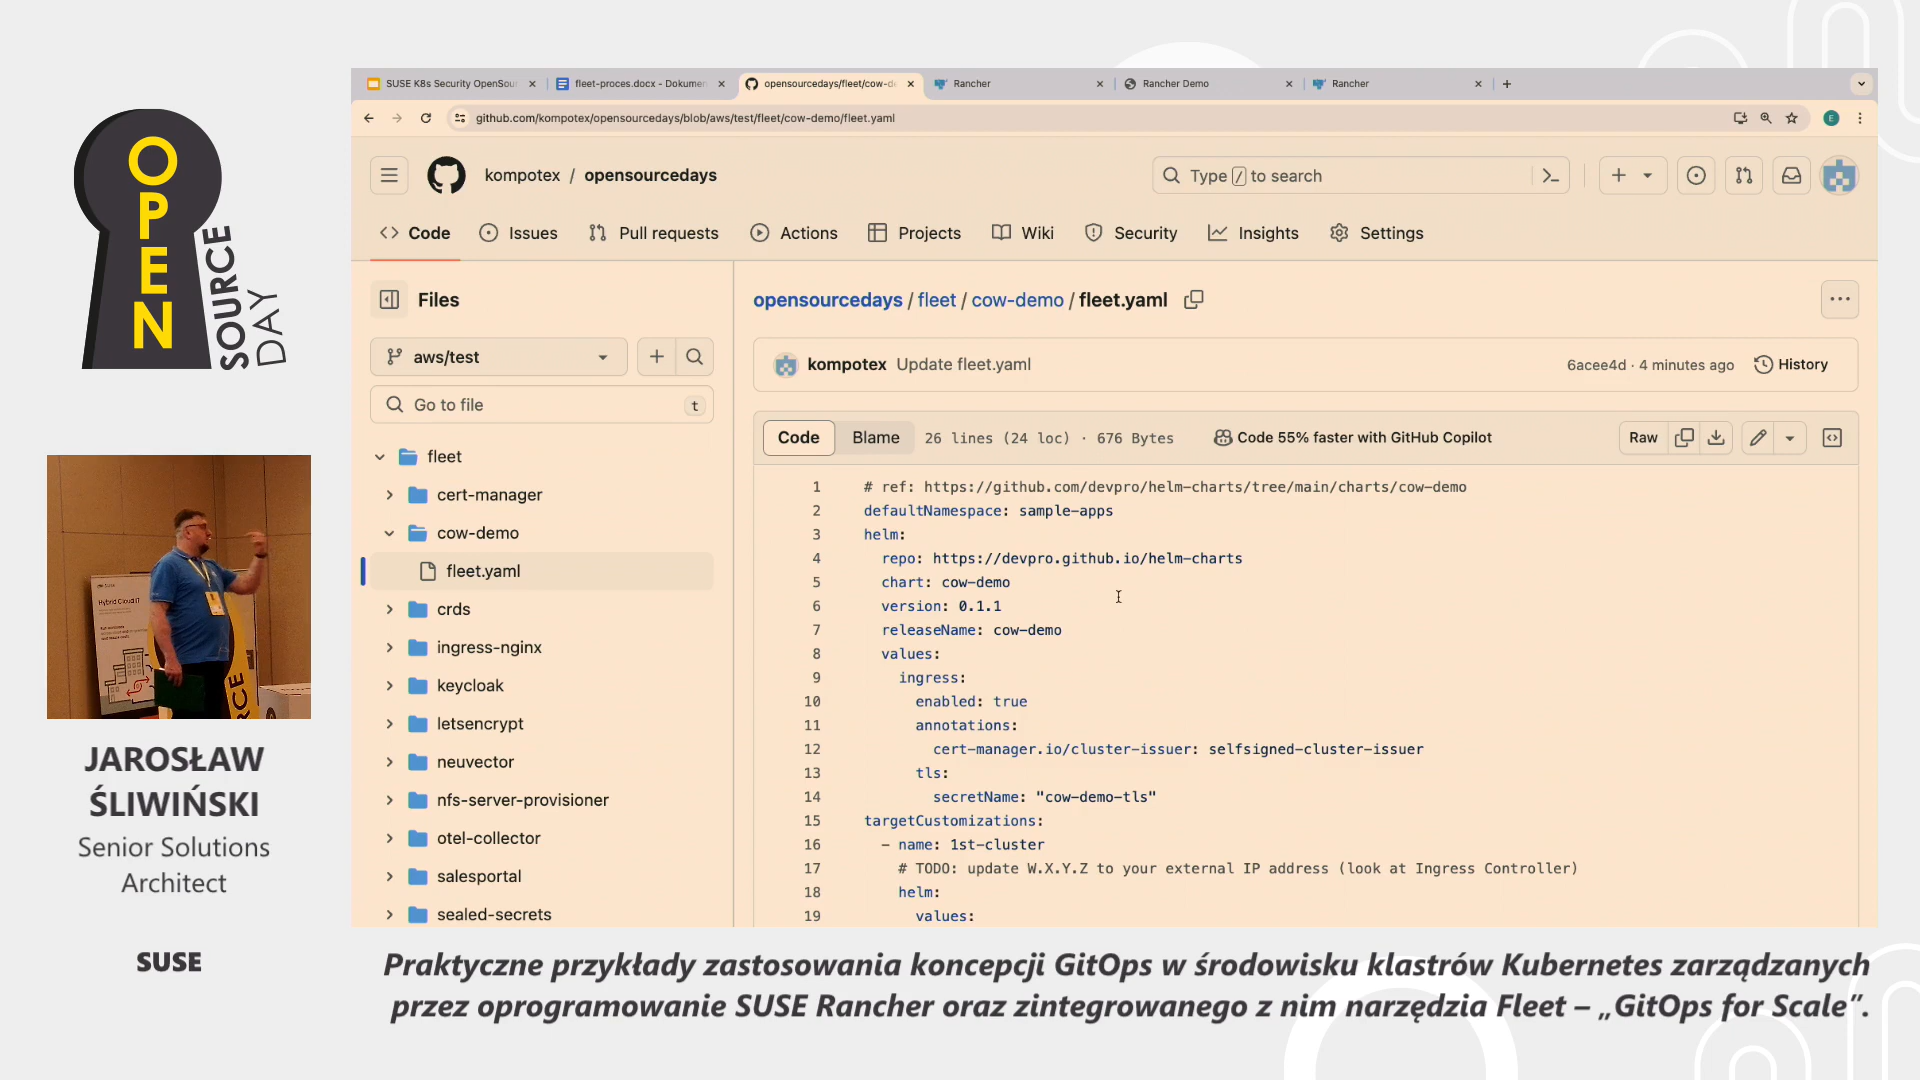 OPEN
SOURCE
DAY
Hybrid Cloud IT
JAROSŁAW
ŚLIWIŃSKI
Senior Solutions
Architect
SUSE
SUSE K8s Security OpenSou
fleet-proces.docx - Dokumen
opensourcedays/fleet/cow-de
Rancher
Rancher Demo
Rancher
github.com/kompotex/opensourcedays/blob/aws/test/fleet/cow-demo/fleet.yaml
E
kompotex / opensourcedays
Type / to search
Code
Issues
Pull requests
Actions
Projects
Wiki
Security
Insights
Settings
Files
aws/test
Go to file
t
fleet
cert-manager
cow-demo
fleet.yaml
crds
ingress-nginx
keycloak
letsencrypt
neuvector
nfs-server-provisioner
otel-collector
salesportal
sealed-secrets
opensourcedays / fleet / cow-demo / fleet.yaml
kompotex Update fleet.yaml
6acee4d · 4 minutes ago
History
Code
Blame
26 lines (24 loc) · 676 Bytes
Code 55% faster with GitHub Copilot
Raw
1 # ref: https://github.com/devpro/helm-charts/tree/main/charts/cow-demo
2 defaultNamespace: sample-apps
3 helm:
4 repo: https://devpro.github.io/helm-charts
5 chart: cow-demo
6 version: 0.1.1
7 releaseName: cow-demo
8 values:
9 ingress:
10 enabled: true
11 annotations:
12 cert-manager.io/cluster-issuer: selfsigned-cluster-issuer
13 tls:
14 secretName: "cow-demo-tls"
15 targetCustomizations:
16 - name: 1st-cluster
17 # TODO: update W.X.Y.Z to your external IP address (look at Ingress Controller)
18 helm:
19 values:
Praktyczne przykłady zastosowania koncepcji GitOps w środowisku klastrów Kubernetes zarządzanych
przez oprogramowanie SUSE Rancher oraz zintegrowanego z nim narzędzia Fleet – „GitOps for Scale”.